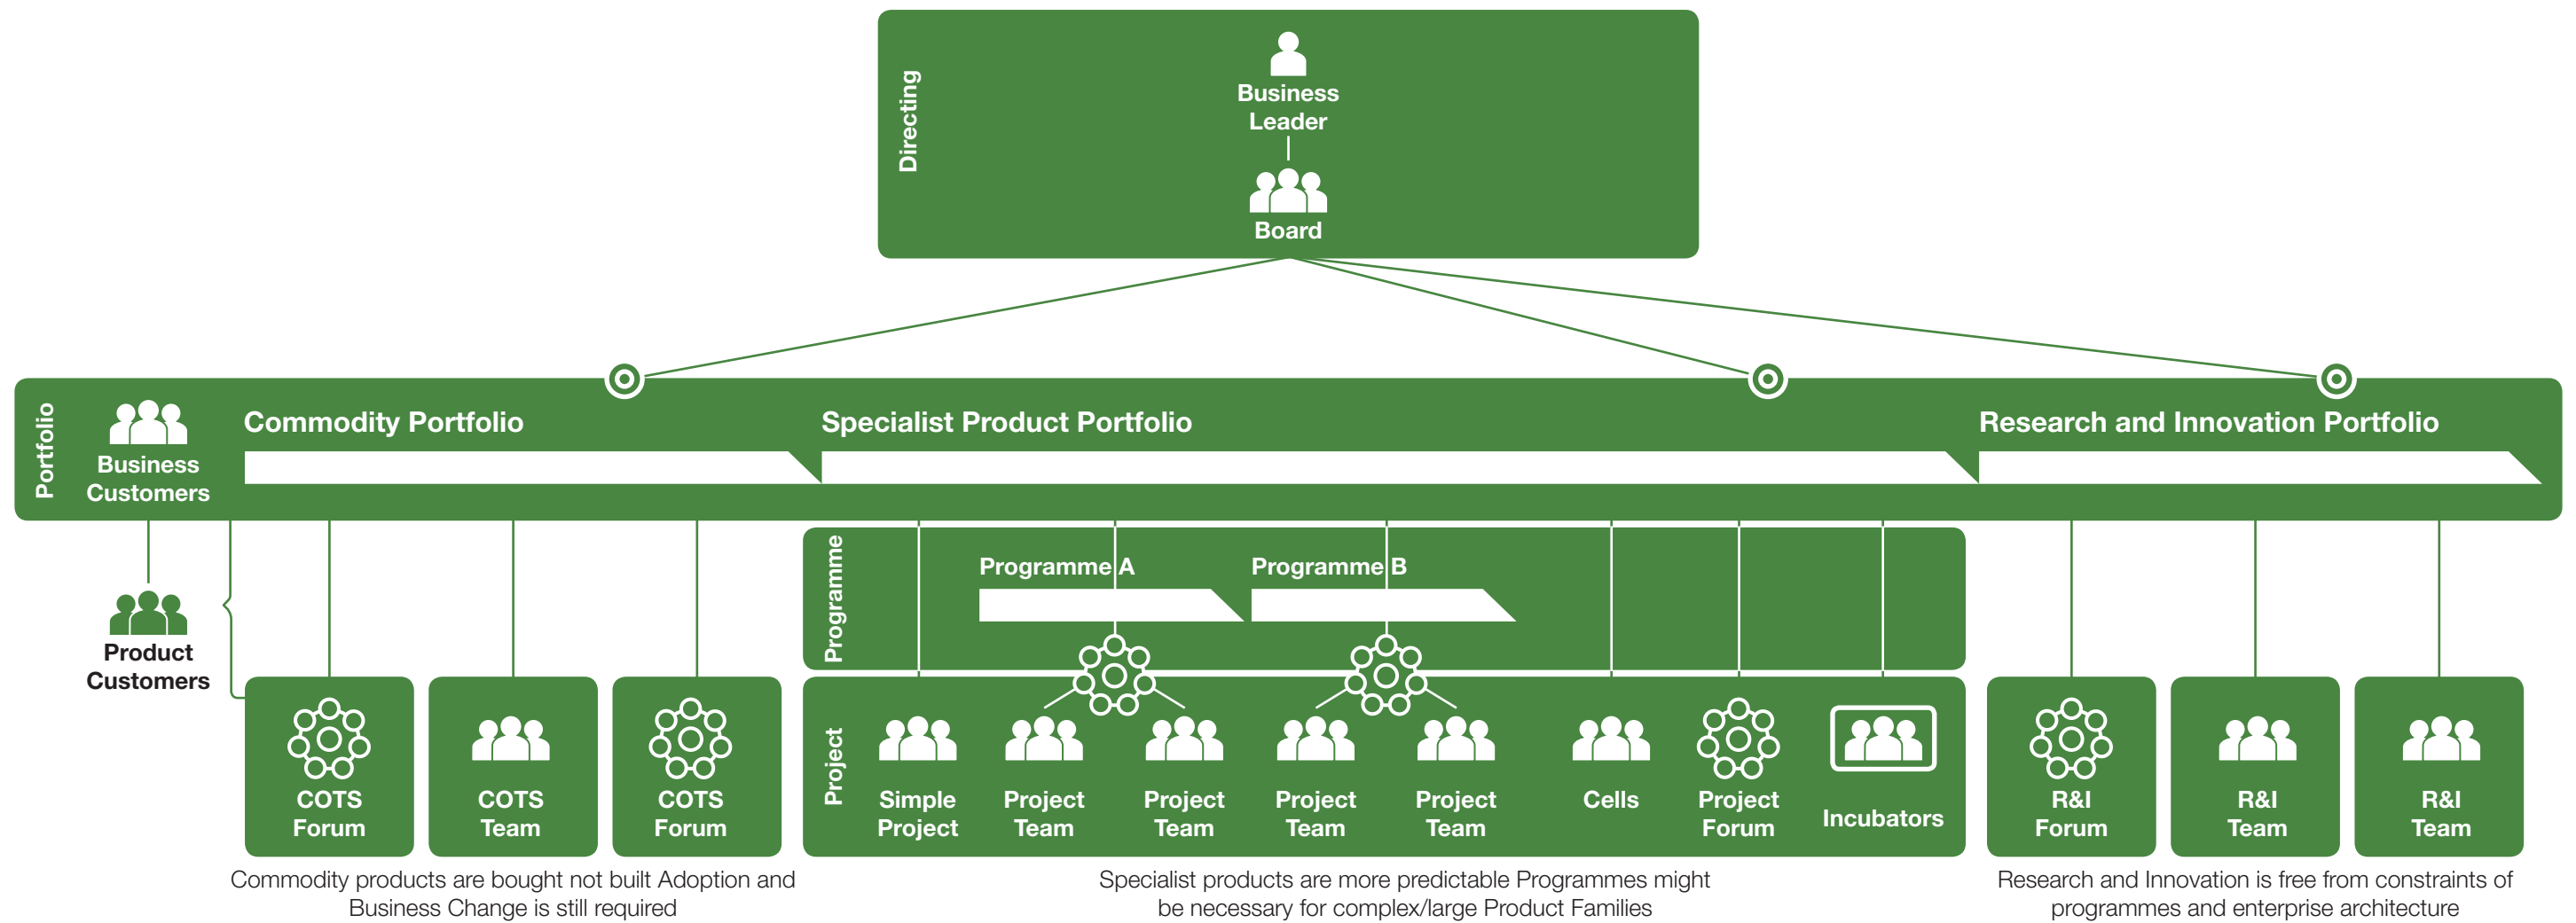 Directing
Business
Leader
Board
Portfolio
Business
Customers
Commodity Portfolio
Specialist Product Portfolio
Research and Innovation Portfolio
Product
Customers
Programme
Programme A
Programme B
COTS
Forum
COTS
Team
COTS
Forum
Project
Simple
Project
Project
Team
Project
Team
Project
Team
Project
Team
Cells
Project
Forum
Incubators
R&I
Forum
R&I
Team
R&I
Team
Commodity products are bought not built Adoption and
Business Change is still required
Specialist products are more predictable Programmes might
be necessary for complex/large Product Families
Research and Innovation is free from constraints of
programmes and enterprise architecture